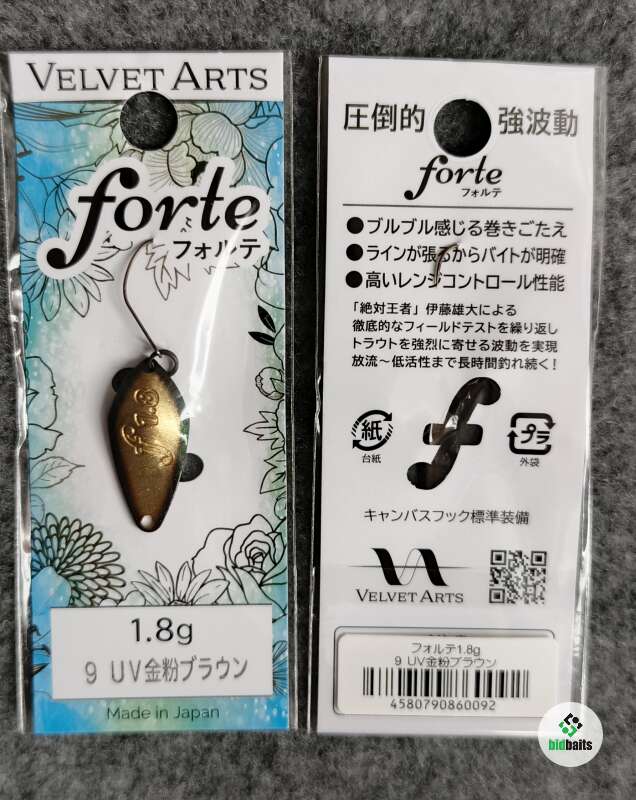 VELVET ARTS
forte
フォルテ
1.8g
9 UV金粉ブラウン
Made in Japan
圧倒的 強波動
forte
フォルテ
●ブルブル感じる巻きごたえ
●ラインが張るからバイトが明確
●高いレンジコントロール性能
「絶対王者」伊藤雄大による
徹底的なフィールドテストを繰り返し
トラウトを強烈に寄せる波動を実現
放流〜低活性まで長時間釣れ続く!
紙
台紙
f
プラ
外袋
キャンバスフック標準装備
VELVET ARTS
フォルテ1.8g
9 UV金粉ブラウン
4580790860092
bidbaits